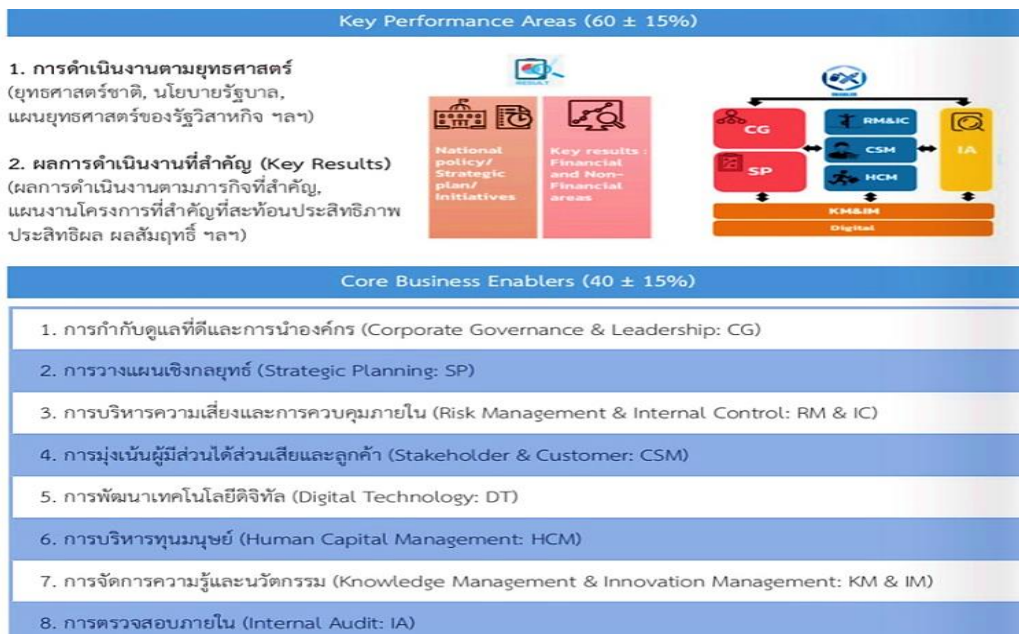 Key Performance Areas (60 ± 15%)
1. การดำเนินงานตามยุทธศาสตร์
(ยุทธศาสตร์ชาติ, นโยบายรัฐบาล,
แผนยุทธศาสตร์ของรัฐวิสาหกิจ ฯลฯ)
2. ผลการดำเนินงานที่สำคัญ (Key Results)
(ผลการดำเนินงานตามภารกิจที่สำคัญ,
แผนงานโครงการที่สำคัญที่สะท้อนประสิทธิภาพ
ประสิทธิผล ผลสัมฤทธิ์ ฯลฯ)
RESULT
National
policy/
Strategic
plan/
Initiatives
Key results :
Financial
and Non-
Financial
areas
CG
SP
RM&IC
CSM
HCM
IA
KM&IM
Digital
Core Business Enablers (40 ± 15%)
1. การกำกับดูแลที่ดีและการนำองค์กร (Corporate Governance & Leadership: CG)
2. การวางแผนเชิงกลยุทธ์ (Strategic Planning: SP)
3. การบริหารความเสี่ยงและการควบคุมภายใน (Risk Management & Internal Control: RM & IC)
4. การมุ่งเน้นผู้มีส่วนได้ส่วนเสียและลูกค้า (Stakeholder & Customer: CSM)
5. การพัฒนาเทคโนโลยีดิจิทัล (Digital Technology: DT)
6. การบริหารทุนมนุษย์ (Human Capital Management: HCM)
7. การจัดการความรู้และนวัตกรรม (Knowledge Management & Innovation Management: KM & IM)
8. การตรวจสอบภายใน (Internal Audit: IA)